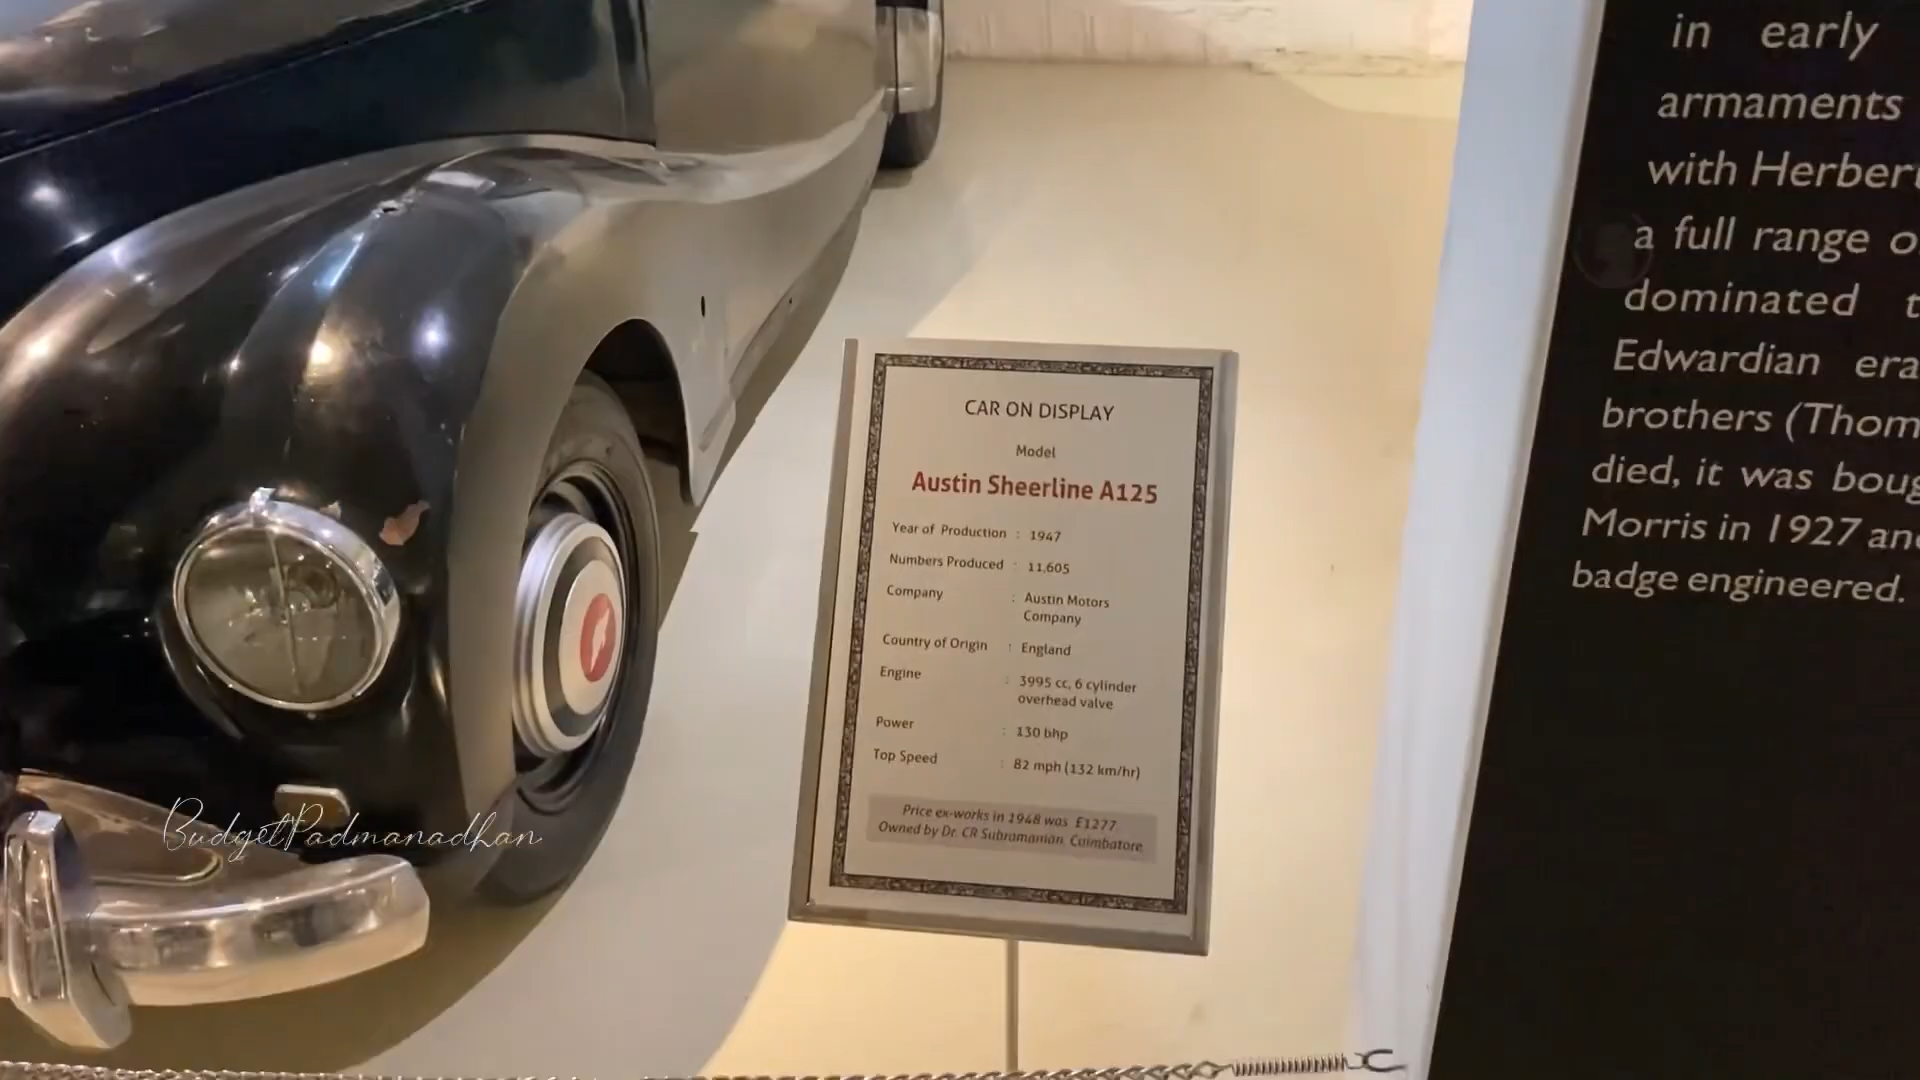 CAR ON DISPLAY
Model
Austin Sheerline A125
Year of Production : 1947
Numbers Produced : 11,605
Company : Austin Motors
Company
Country of Origin : England
Engine : 3995 cc, 6 cylinder
overhead valve
Power : 130 bhp
Top Speed : 82 mph (132 km/hr)
Price ex-works in 1948 was £1277
Owned by Dr. CR Subramanian Coimbatore
in early
armaments
with Herbert
a full range o
dominated t
Edwardian era
brothers (Thom
died, it was boug
Morris in 1927 and
badge engineered.
BudgetPadmanadhan